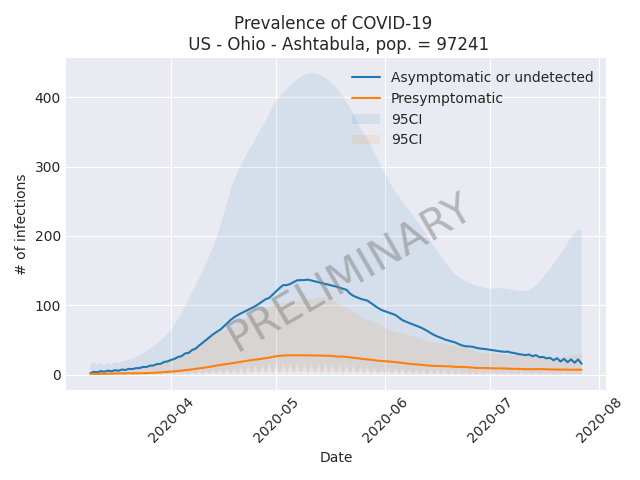 Prevalence of COVID-19
US - Ohio - Ashtabula, pop. = 97241
Asymptomatic or undetected
Presymptomatic
95CI
95CI
PRELIMINARY
# of infections
400
300
200
100
0
2020-04
2020-05
2020-06
2020-07
2020-08
Date